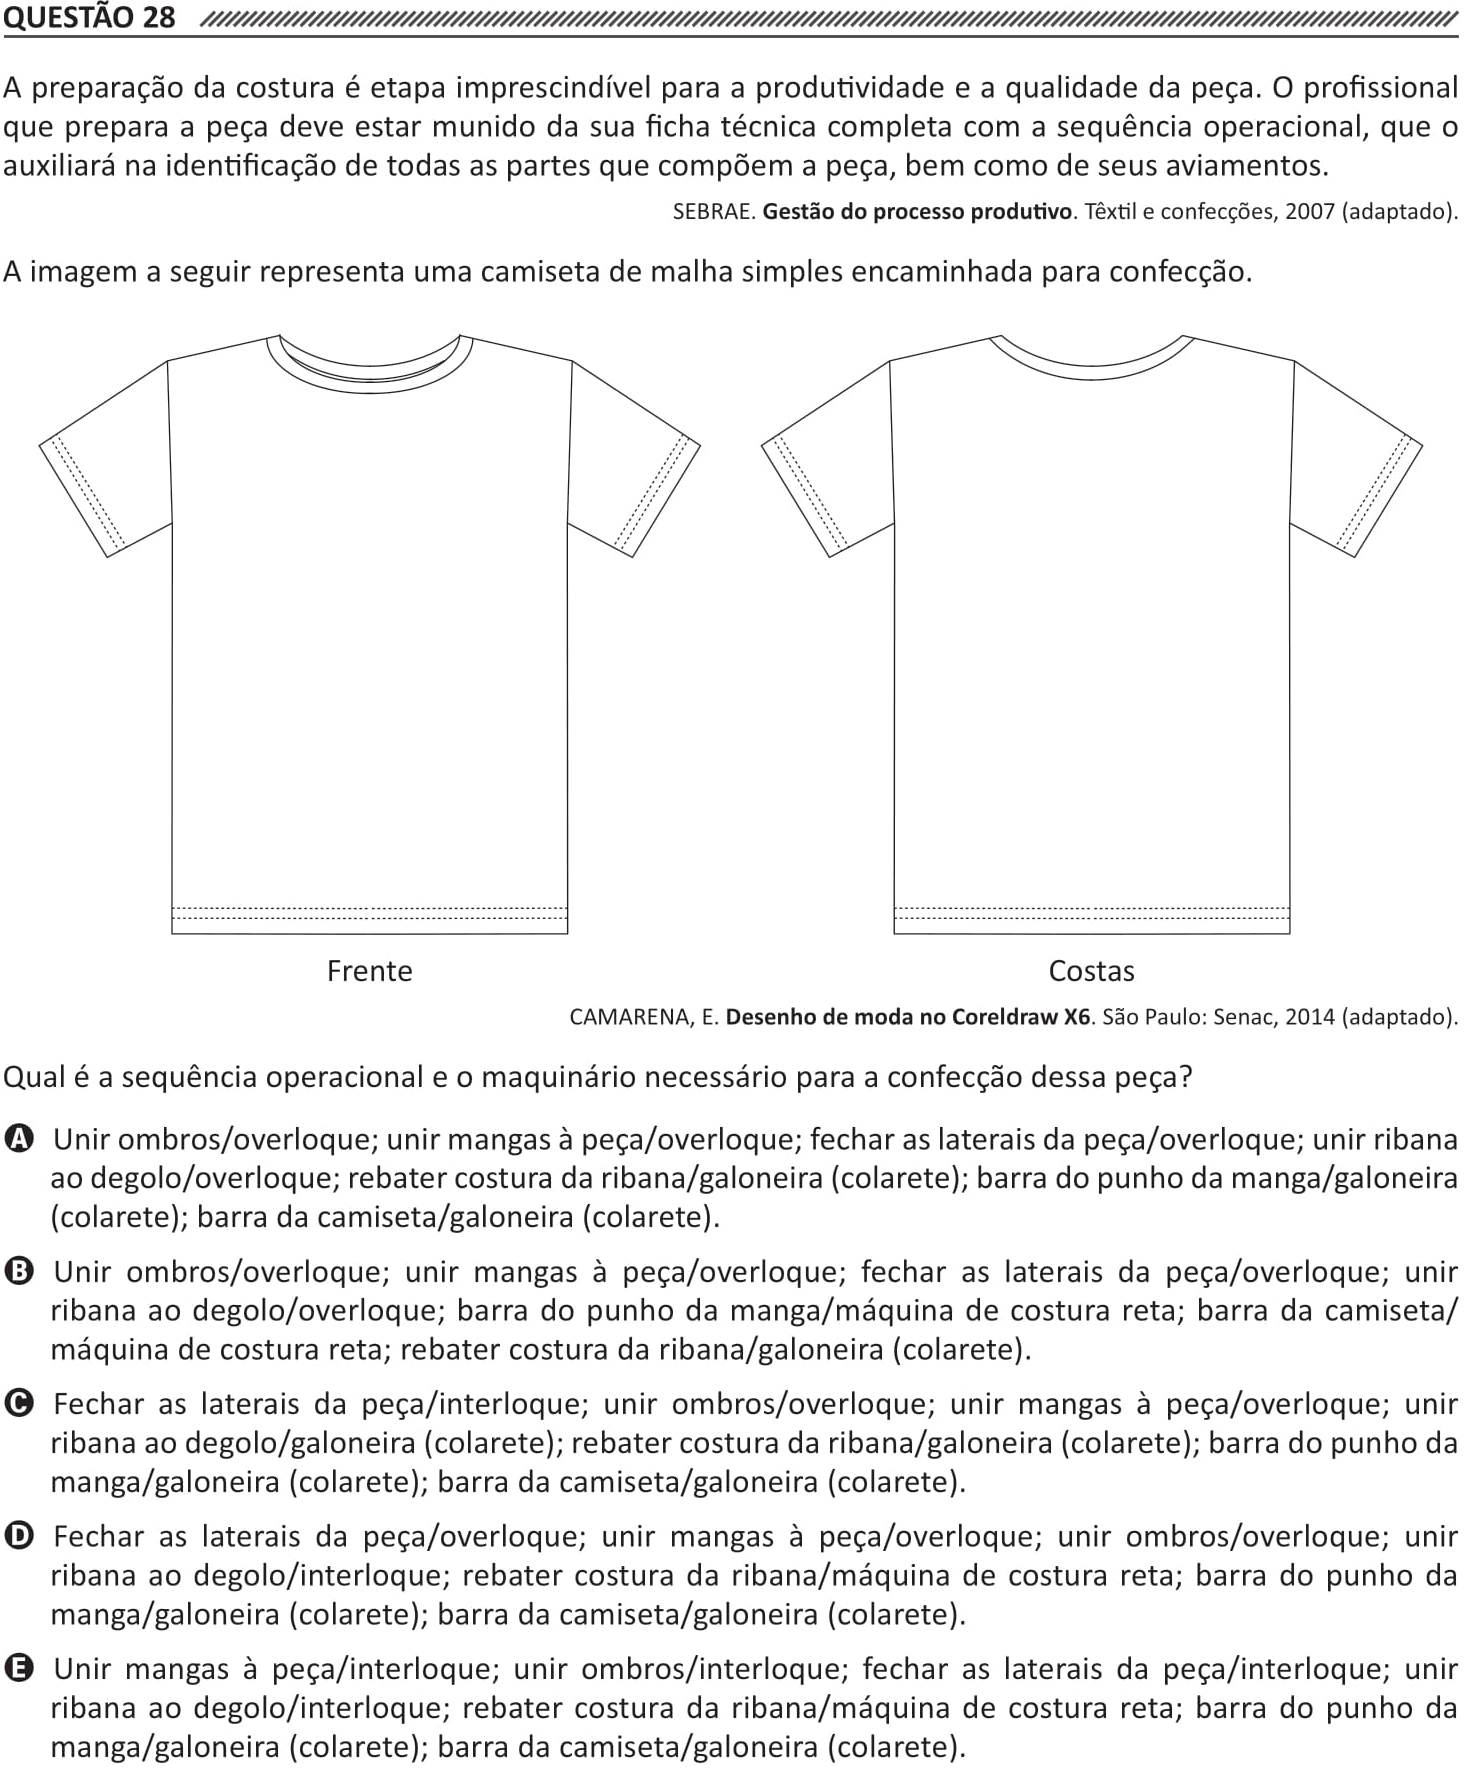 QUESTÃO 28
A preparação da costura é etapa imprescindível para a produtividade e a qualidade da peça. O profissional
que prepara a peça deve estar munido da sua ficha técnica completa com a sequência operacional, que o
auxiliará na identificação de todas as partes que compõem a peça, bem como de seus aviamentos.
SEBRAE. Gestão do processo produtivo. Têxtil e confecções, 2007 (adaptado).
A imagem a seguir representa uma camiseta de malha simples encaminhada para confecção.
Frente
Costas
CAMARENA, E. Desenho de moda no Coreldraw X6. São Paulo: Senac, 2014 (adaptado).
Qual é a sequência operacional e o maquinário necessário para a confecção dessa peça?
A Unir ombros/overloque; unir mangas à peça/overloque; fechar as laterais da peça/overloque; unir ribana
ao degolo/overloque; rebater costura da ribana/galoneira (colarete); barra do punho da manga/galoneira
(colarete); barra da camiseta/galoneira (colarete).
B Unir ombros/overloque; unir mangas à peça/overloque; fechar as laterais da peça/overloque; unir
ribana ao degolo/overloque; barra do punho da manga/máquina de costura reta; barra da camiseta/
máquina de costura reta; rebater costura da ribana/galoneira (colarete).
C Fechar as laterais da peça/interloque; unir ombros/overloque; unir mangas à peça/overloque; unir
ribana ao degolo/galoneira (colarete); rebater costura da ribana/galoneira (colarete); barra do punho da
manga/galoneira (colarete); barra da camiseta/galoneira (colarete).
D Fechar as laterais da peça/overloque; unir mangas à peça/overloque; unir ombros/overloque; unir
ribana ao degolo/interloque; rebater costura da ribana/máquina de costura reta; barra do punho da
manga/galoneira (colarete); barra da camiseta/galoneira (colarete).
E Unir mangas à peça/interloque; unir ombros/interloque; fechar as laterais da peça/interloque; unir
ribana ao degolo/interloque; rebater costura da ribana/máquina de costura reta; barra do punho da
manga/galoneira (colarete); barra da camiseta/galoneira (colarete).